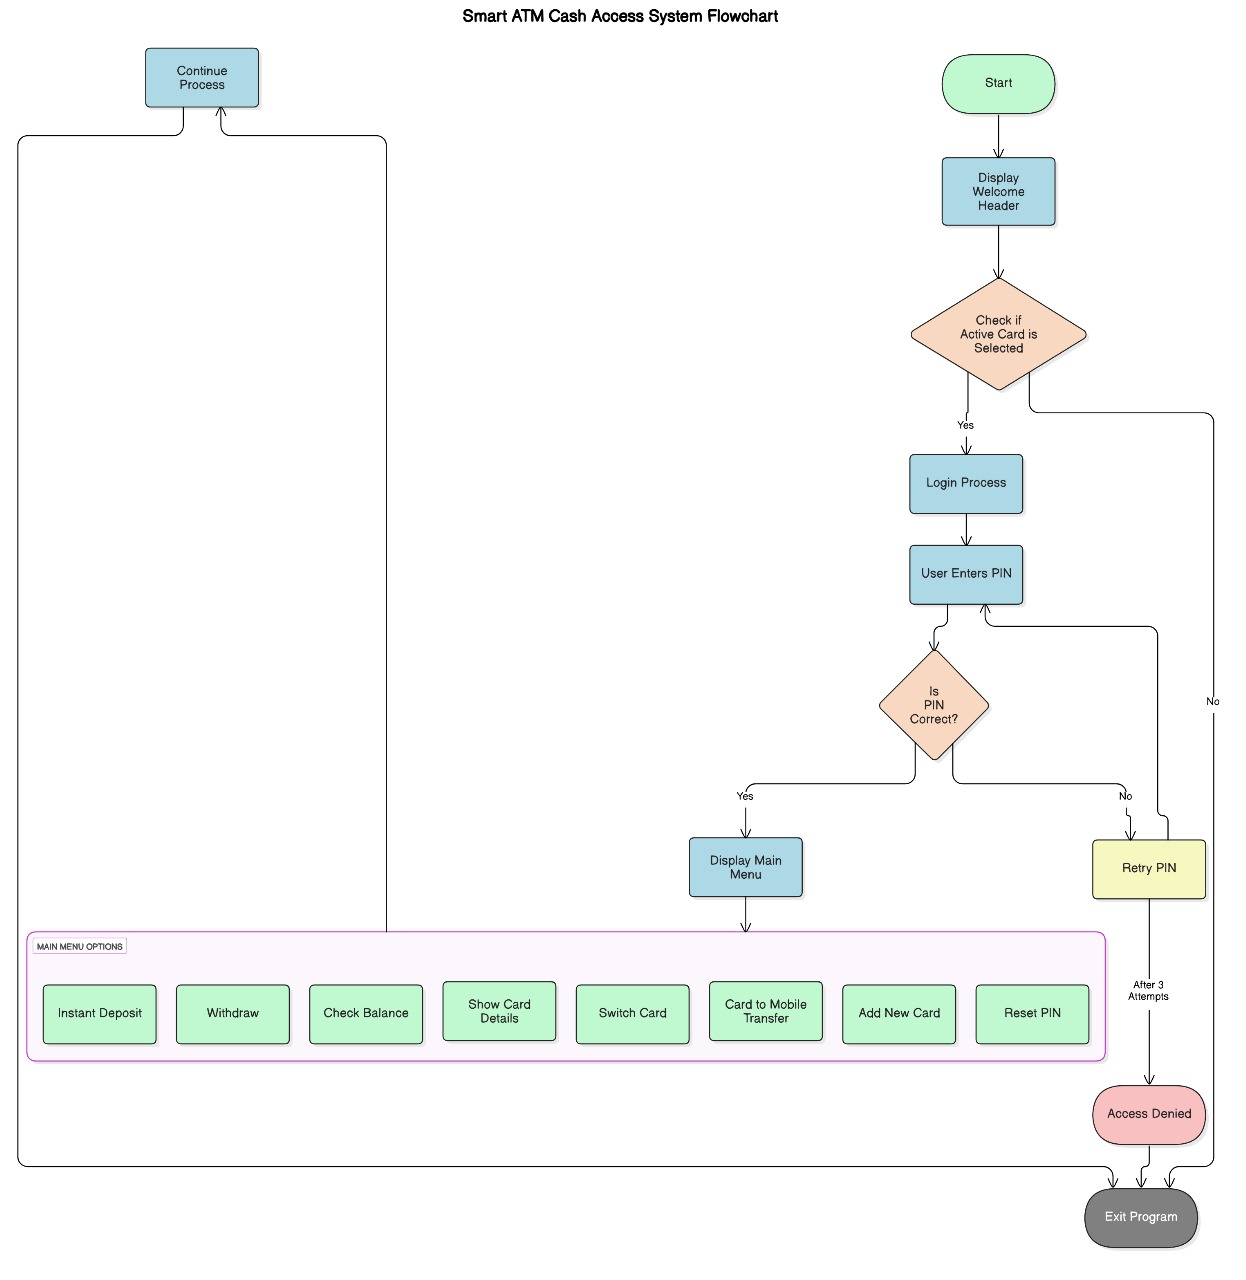 Smart ATM Cash Access System Flowchart
Continue
Process
Start
Display
Welcome
Header
Check if
Active Card is
Selected
Yes
Login Process
User Enters PIN
Is
PIN
Correct?
No
Yes
No
Display Main
Menu
Retry PIN
MAIN MENU OPTIONS
Instant Deposit
Withdraw
Check Balance
Show Card
Details
Switch Card
Card to Mobile
Transfer
Add New Card
Reset PIN
After 3
Attempts
Access Denied
Exit Program